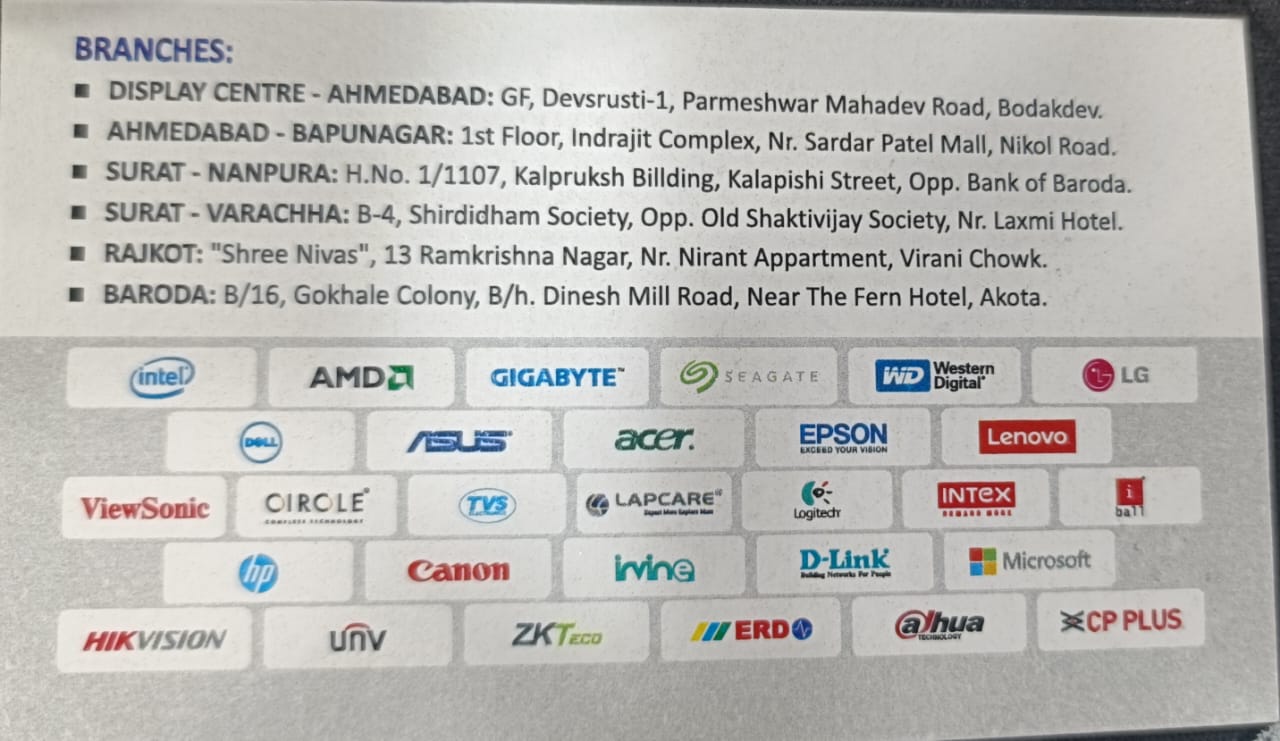 BRANCHES:
▪ DISPLAY CENTRE - AHMEDABAD: GF, Devsrusti-1, Parmeshwar Mahadev Road, Bodakdev.
▪ AHMEDABAD - BAPUNAGAR: 1st Floor, Indrajit Complex, Nr. Sardar Patel Mall, Nikol Road.
▪ SURAT - NANPURA: H.No. 1/1107, Kalpruksh Billding, Kalapishi Street, Opp. Bank of Baroda.
▪ SURAT - VARACHHA: B-4, Shirdidham Society, Opp. Old Shaktivijay Society, Nr. Laxmi Hotel.
▪ RAJKOT: "Shree Nivas", 13 Ramkrishna Nagar, Nr. Nirant Appartment, Virani Chowk.
▪ BARODA: B/16, Gokhale Colony, B/h. Dinesh Mill Road, Near The Fern Hotel, Akota.
intel AMD GIGABYTE™ SEAGATE WD Western Digital® LG
DELL ASUS acer EPSON EXCEED YOUR VISION Lenovo
ViewSonic CIRCLE® COMPLETE TECHNOLOGY TVS LAPCARE® Logitech INTEX DEMAND MORE iball
hp Canon irvine D-Link Building Networks For People Microsoft
HIKVISION unv ZKTECO ERD alhua TECHNOLOGY CP PLUS